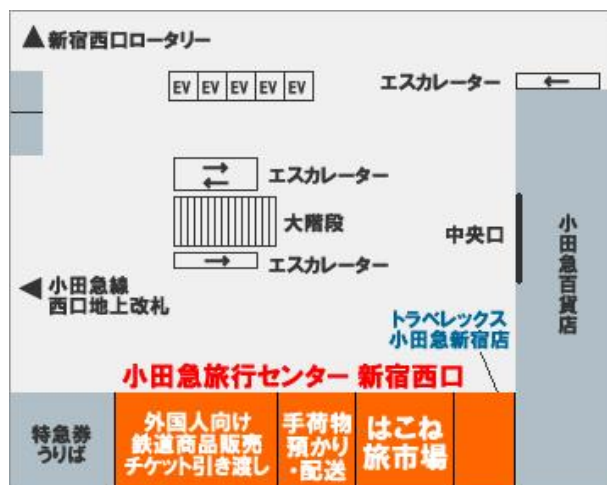 ▲新宿西口ロータリー
EV EV EV EV EV
エスカレーター ←
→
←
エスカレーター
大階段
→
エスカレーター
中央口
小田急百貨店
◀小田急線
西口地上改札
トラベレックス
小田急新宿店
小田急旅行センター 新宿西口
特急券
うりば
外国人向け
鉄道商品販売
チケット引き渡し
手荷物
預かり
・配送
はこね
旅市場